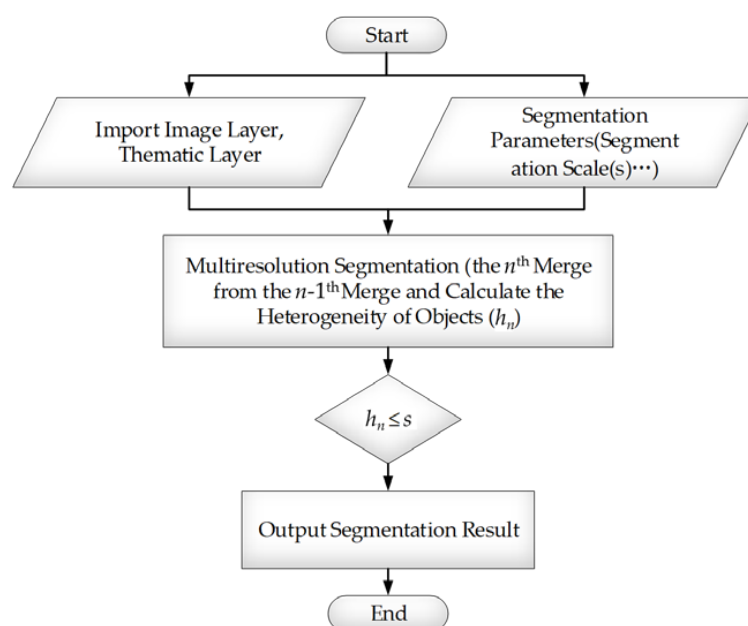 Start
Import Image Layer,
Thematic Layer
Segmentation
Parameters(Segment
ation Scale(s)⋯)
Multiresolution Segmentation (the nth Merge
from the n-1th Merge and Calculate the
Heterogeneity of Objects (hn)
hn ≤ s
Output Segmentation Result
End